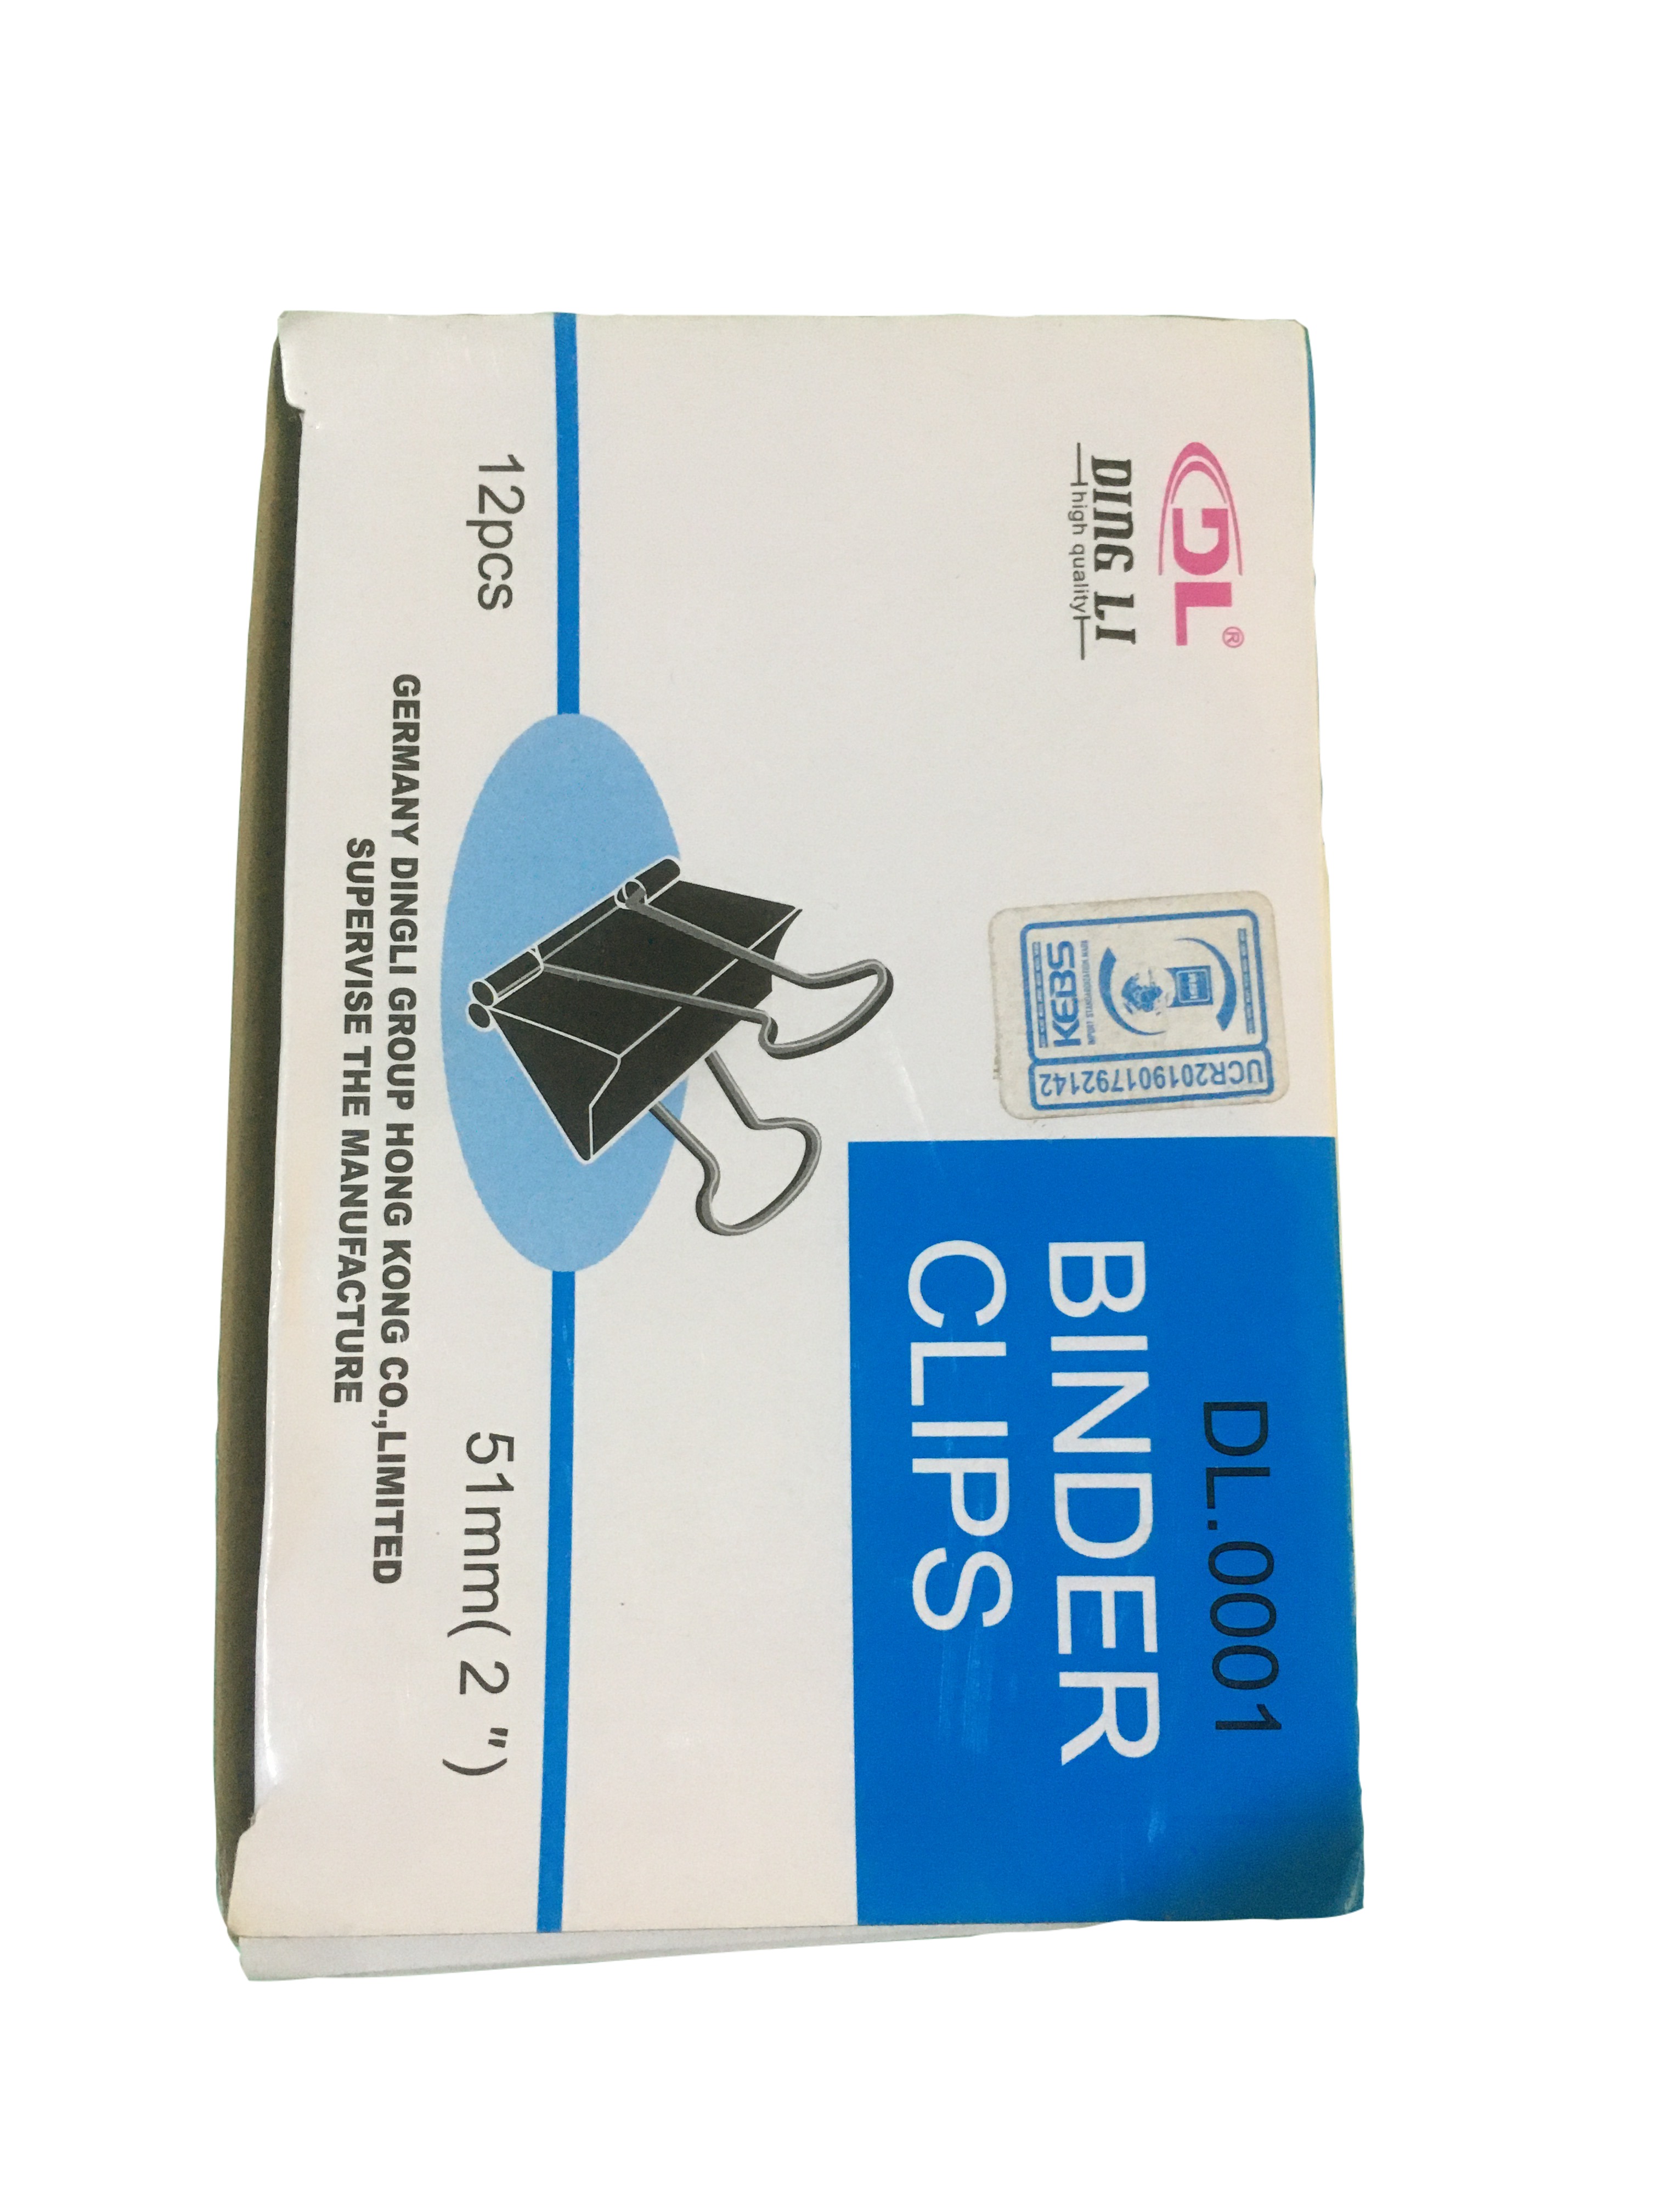 DL®
DING LI
high quality
DL.0001
BINDER
CLIPS
KEBS
UCR201901792142
12pcs
51mm( 2 ")
GERMANY DINGLI GROUP HONG KONG CO.,LIMITED
SUPERVISE THE MANUFACTURE